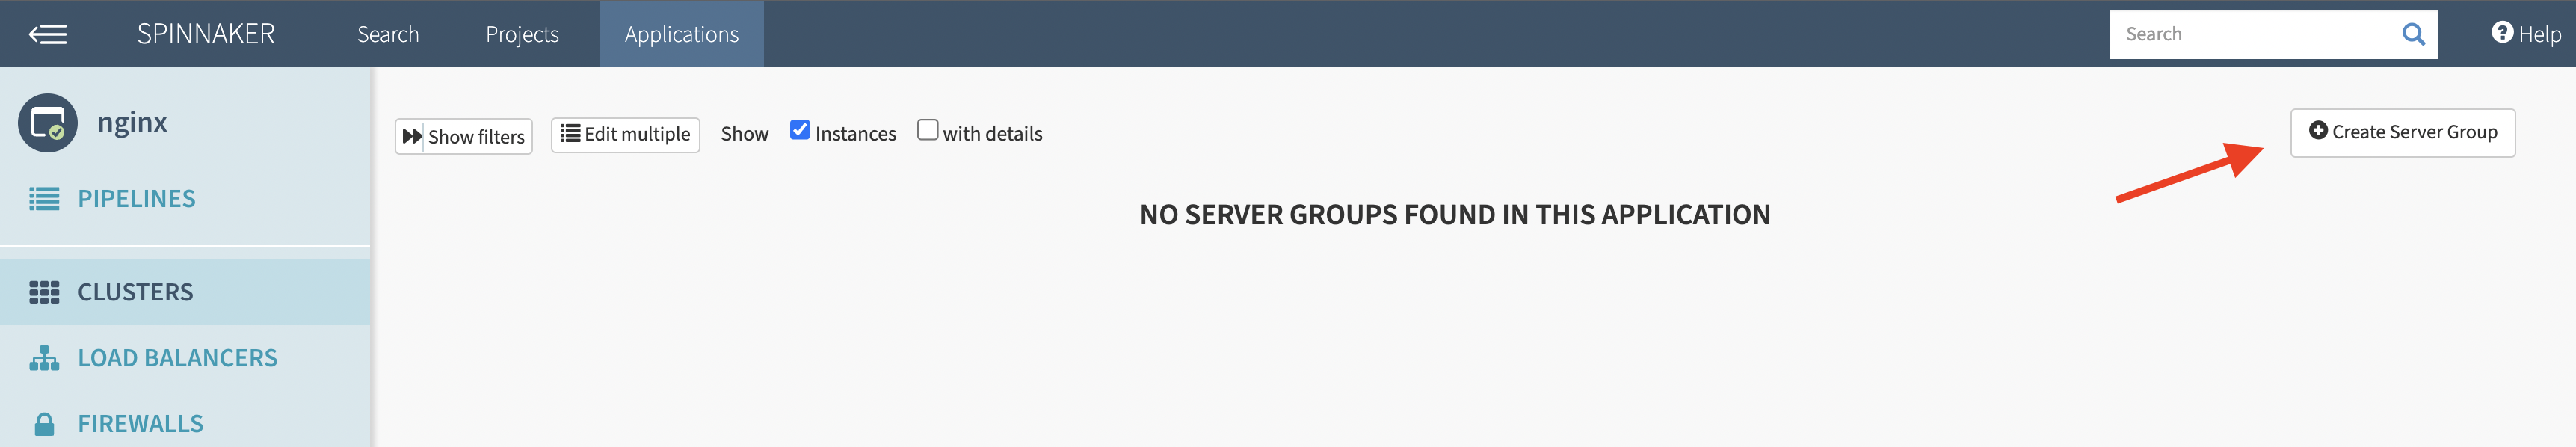 SPINNAKER Search Projects Applications Search Help
nginx
Show filters Edit multiple Show Instances with details Create Server Group
PIPELINES
NO SERVER GROUPS FOUND IN THIS APPLICATION
CLUSTERS
LOAD BALANCERS
FIREWALLS